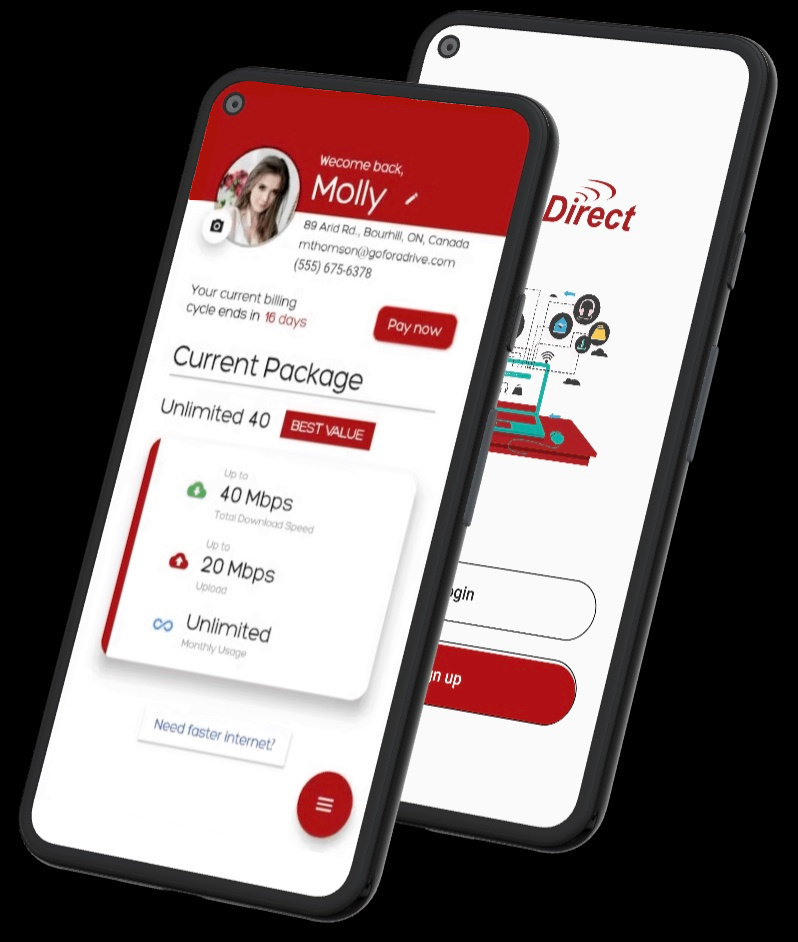 Wecome back,
Molly
89 Arid Rd., Bourhill, ON, Canada
mthomson@goforadrive.com
(555) 675-6378
Your current billing
cycle ends in 16 days
Pay now
Current Package
Unlimited 40
BEST VALUE
Up to
40 Mbps
Total Download Speed
Up to
20 Mbps
Upload
Unlimited
Monthly Usage
Need faster internet?
Direct
ogin
n up